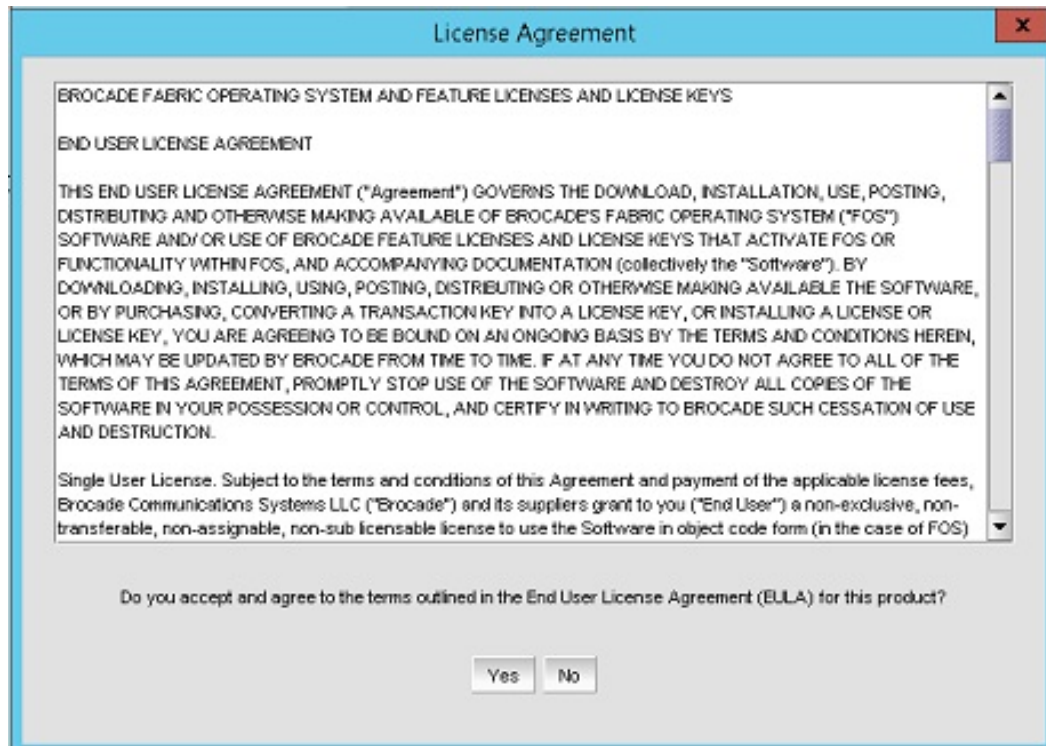 License Agreement
x
BROCADE FABRIC OPERATING SYSTEM AND FEATURE LICENSES AND LICENSE KEYS
END USER LICENSE AGREEMENT
THIS END USER LICENSE AGREEMENT ("Agreement") GOVERNS THE DOWNLOAD, INSTALLATION, USE, POSTING,
DISTRIBUTING AND OTHERWISE MAKING AVAILABLE OF BROCADE'S FABRIC OPERATING SYSTEM ("FOS")
SOFTWARE AND/ OR USE OF BROCADE FEATURE LICENSES AND LICENSE KEYS THAT ACTIVATE FOS OR
FUNCTIONALITY WITHIN FOS, AND ACCOMPANYING DOCUMENTATION (collectively the "Software"). BY
DOWNLOADING, INSTALLING, USING, POSTING, DISTRIBUTING OR OTHERWISE MAKING AVAILABLE THE SOFTWARE,
OR BY PURCHASING, CONVERTING A TRANSACTION KEY INTO A LICENSE KEY, OR INSTALLING A LICENSE OR
LICENSE KEY, YOU ARE AGREEING TO BE BOUND ON AN ONGOING BASIS BY THE TERMS AND CONDITIONS HEREIN,
WHICH MAY BE UPDATED BY BROCADE FROM TIME TO TIME. IF AT ANY TIME YOU DO NOT AGREE TO ALL OF THE
TERMS OF THIS AGREEMENT, PROMPTLY STOP USE OF THE SOFTWARE AND DESTROY ALL COPIES OF THE
SOFTWARE IN YOUR POSSESSION OR CONTROL, AND CERTIFY IN WRITING TO BROCADE SUCH CESSATION OF USE
AND DESTRUCTION.
Single User License. Subject to the terms and conditions of this Agreement and payment of the applicable license fees,
Brocade Communications Systems LLC ("Brocade") and its suppliers grant to you ("End User") a non-exclusive, non-
transferable, non-assignable, non-sub licensable license to use the Software in object code form (in the case of FOS)
Do you accept and agree to the terms outlined in the End User License Agreement (EULA) for this product?
Yes No